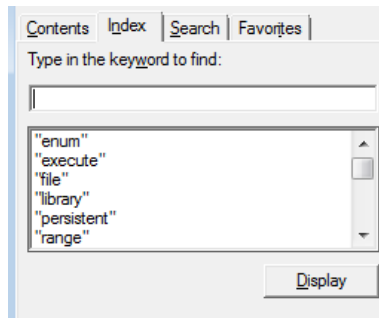 Contents Index Search Favorites
Type in the keyword to find:
"enum"
"execute"
"file"
"library"
"persistent"
"range"
Display